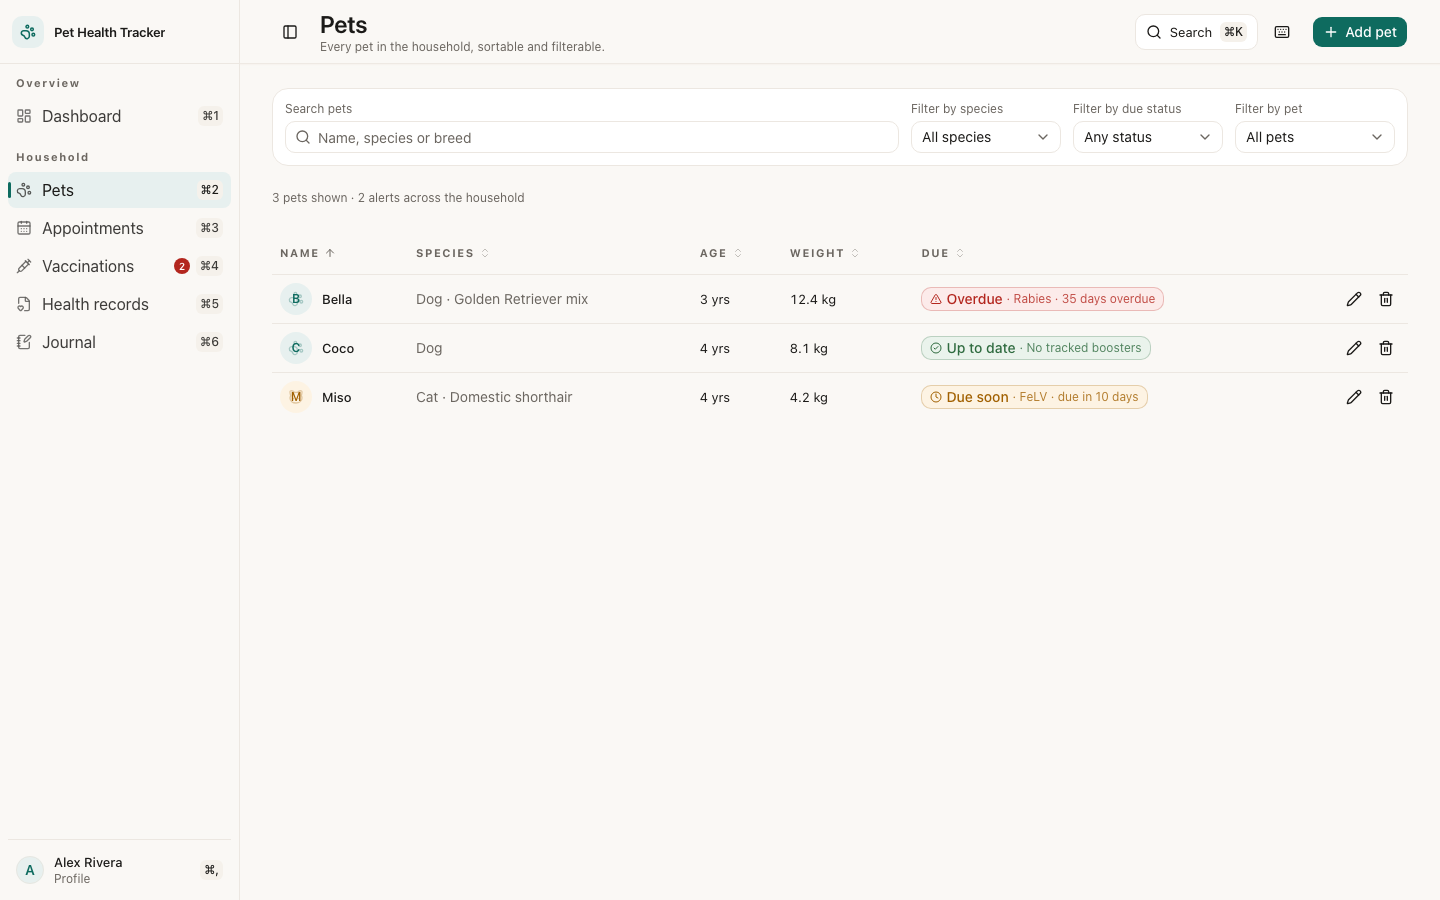 Pet Health Tracker
Overview
Dashboard ⌘1
Household
Pets ⌘2
Appointments ⌘3
Vaccinations 2 ⌘4
Health records ⌘5
Journal ⌘6
A Alex Rivera ⌘,
Profile
Pets
Every pet in the household, sortable and filterable.
Search ⌘K
Add pet
Search pets Filter by species Filter by due status Filter by pet
Name, species or breed All species Any status All pets
3 pets shown · 2 alerts across the household
NAME SPECIES AGE WEIGHT DUE
B Bella Dog · Golden Retriever mix 3 yrs 12.4 kg Overdue · Rabies · 35 days overdue
C Coco Dog 4 yrs 8.1 kg Up to date · No tracked boosters
M Miso Cat · Domestic shorthair 4 yrs 4.2 kg Due soon · FeLV · due in 10 days